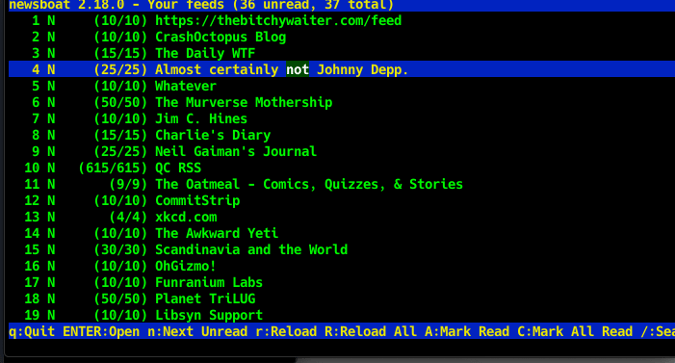 newsboat 2.18.0 - Your feeds (36 unread, 37 total)
1 N (10/10) https://thebitchywaiter.com/feed
2 N (10/10) CrashOctopus Blog
3 N (15/15) The Daily WTF
4 N (25/25) Almost certainly not Johnny Depp.
5 N (10/10) Whatever
6 N (50/50) The Murverse Mothership
7 N (10/10) Jim C. Hines
8 N (15/15) Charlie's Diary
9 N (25/25) Neil Gaiman's Journal
10 N (615/615) QC RSS
11 N (9/9) The Oatmeal - Comics, Quizzes, & Stories
12 N (10/10) CommitStrip
13 N (4/4) xkcd.com
14 N (10/10) The Awkward Yeti
15 N (30/30) Scandinavia and the World
16 N (10/10) OhGizmo!
17 N (10/10) Funranium Labs
18 N (50/50) Planet TriLUG
19 N (10/10) Libsyn Support
q:Quit ENTER:Open n:Next Unread r:Reload R:Reload All A:Mark Read C:Mark All Read /:Sea